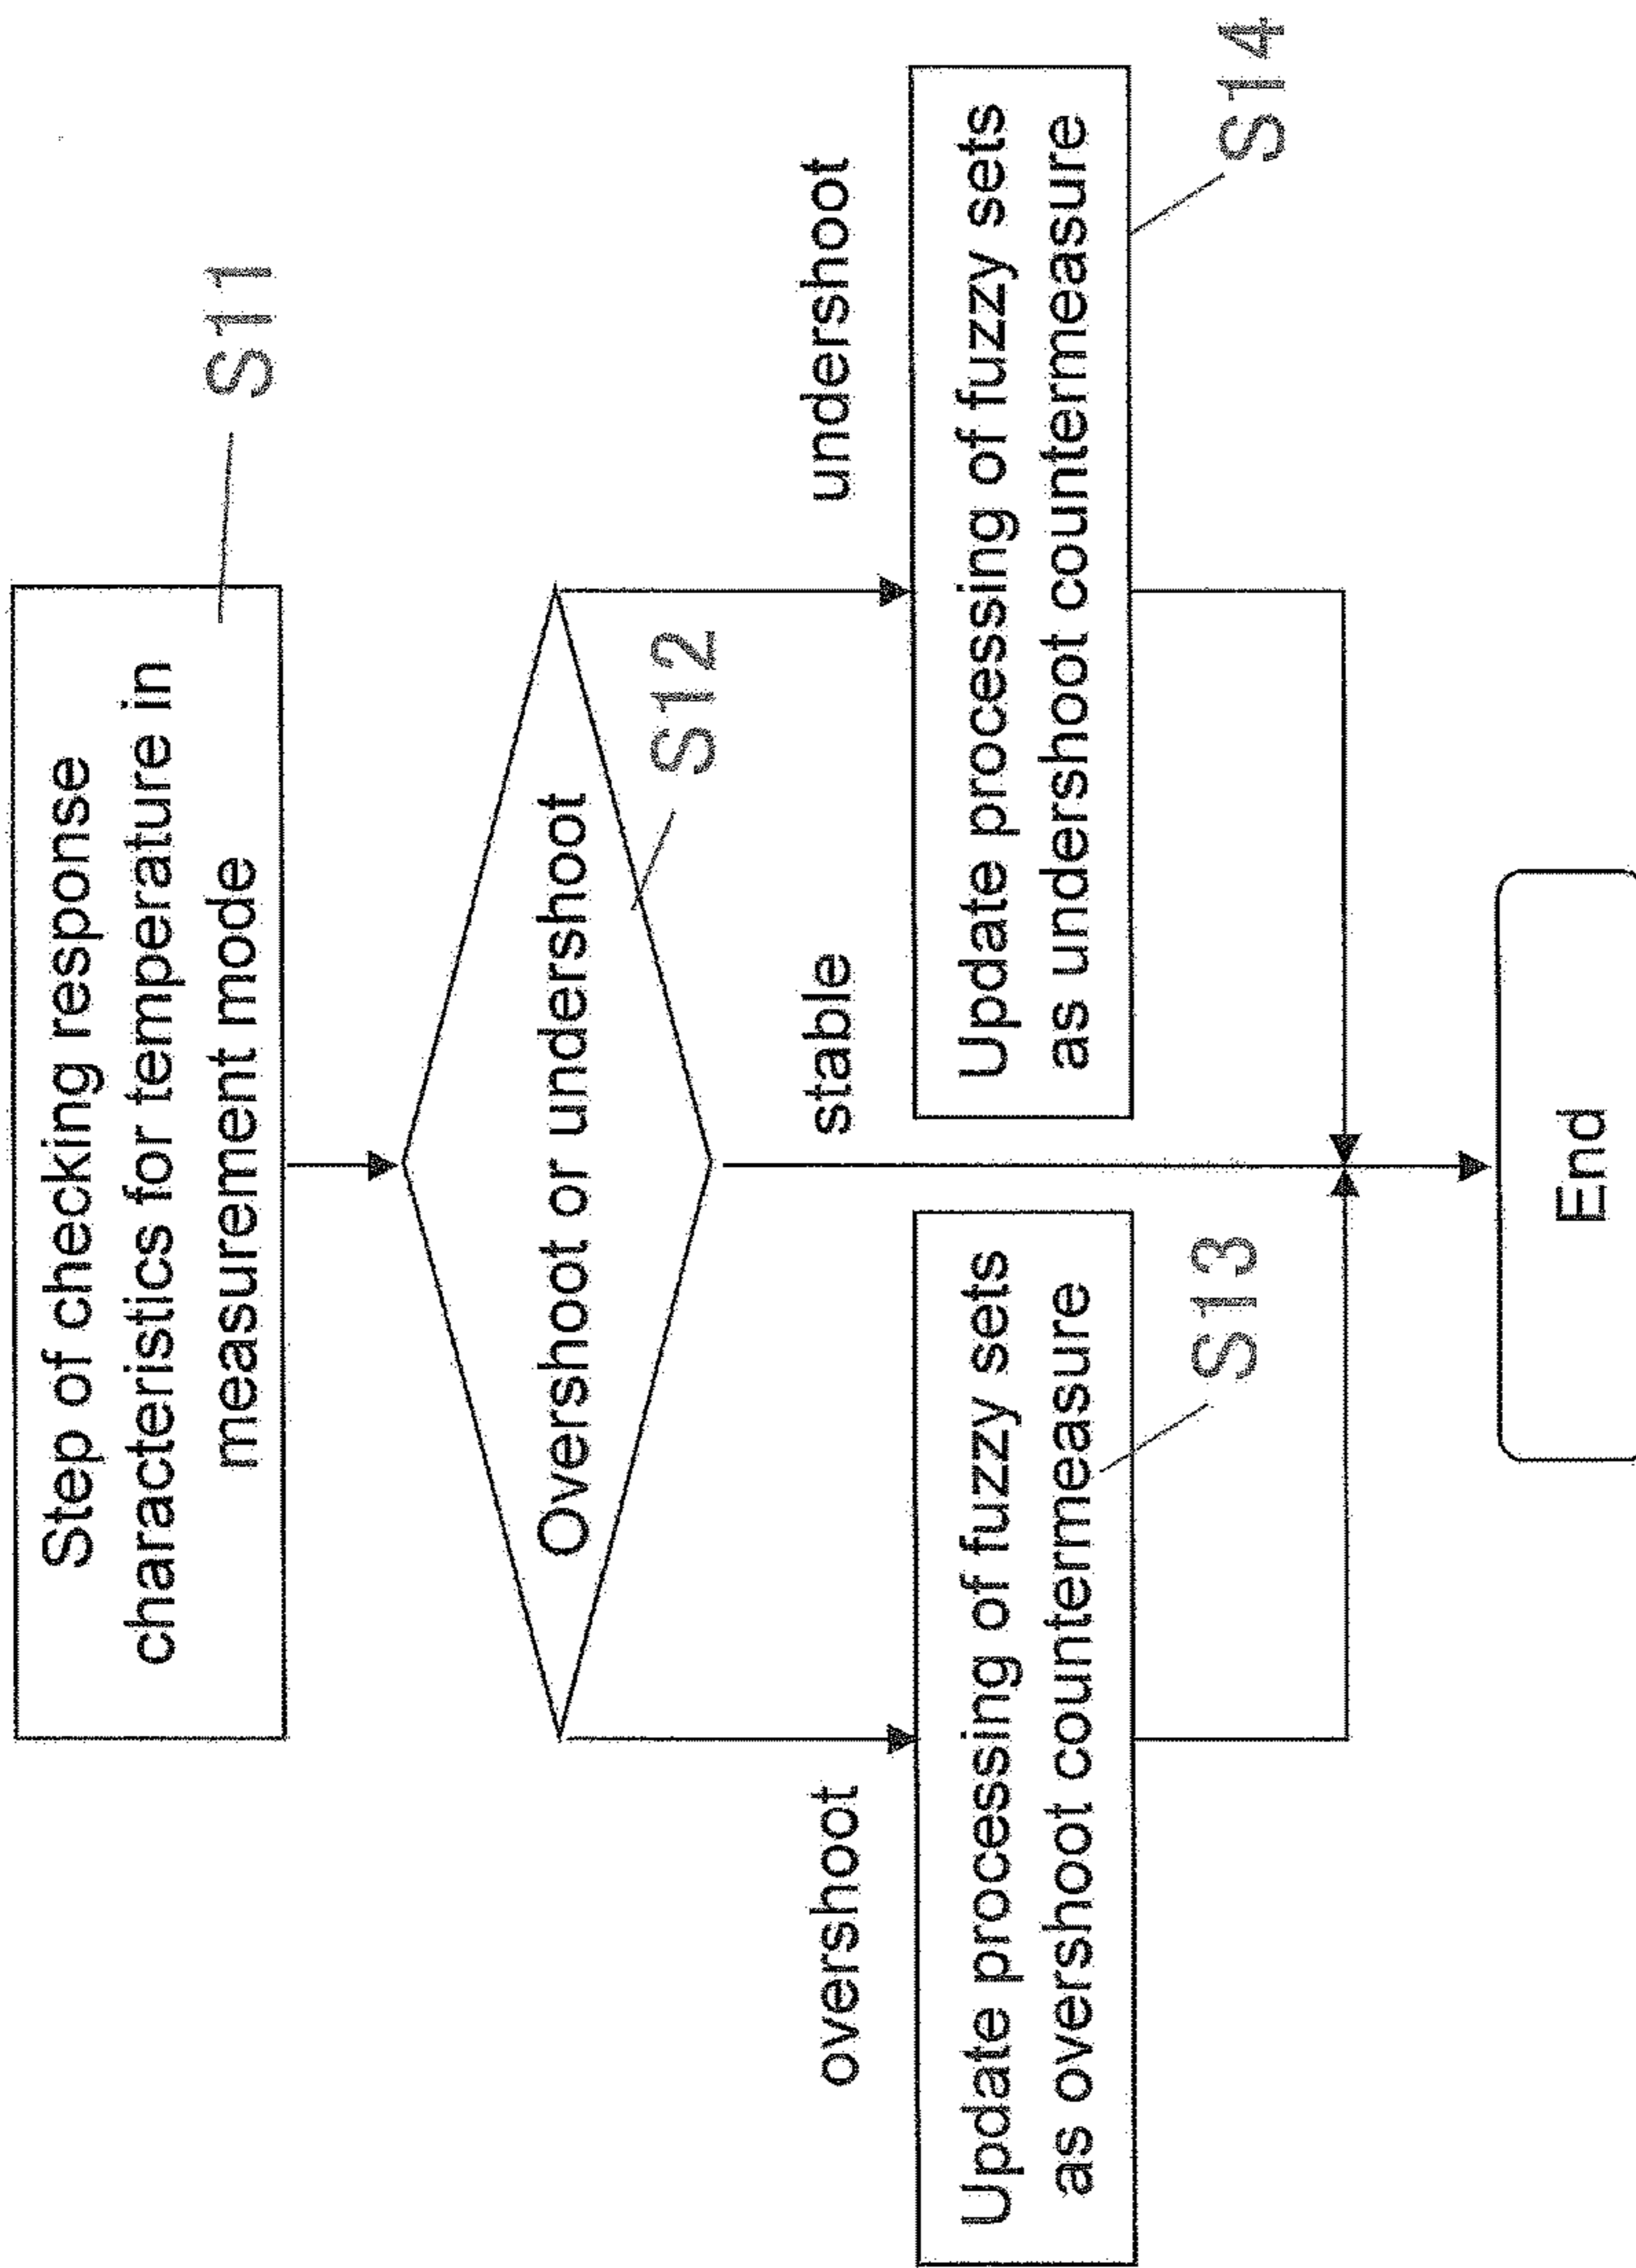 Step of checking response
characteristics for temperature in
measurement mode
S11
Overshoot or undershoot
S12
overshoot
stable
undershoot
Update processing of fuzzy sets
as overshoot countermeasure
S13
Update processing of fuzzy sets
as undershoot countermeasure
S14
End